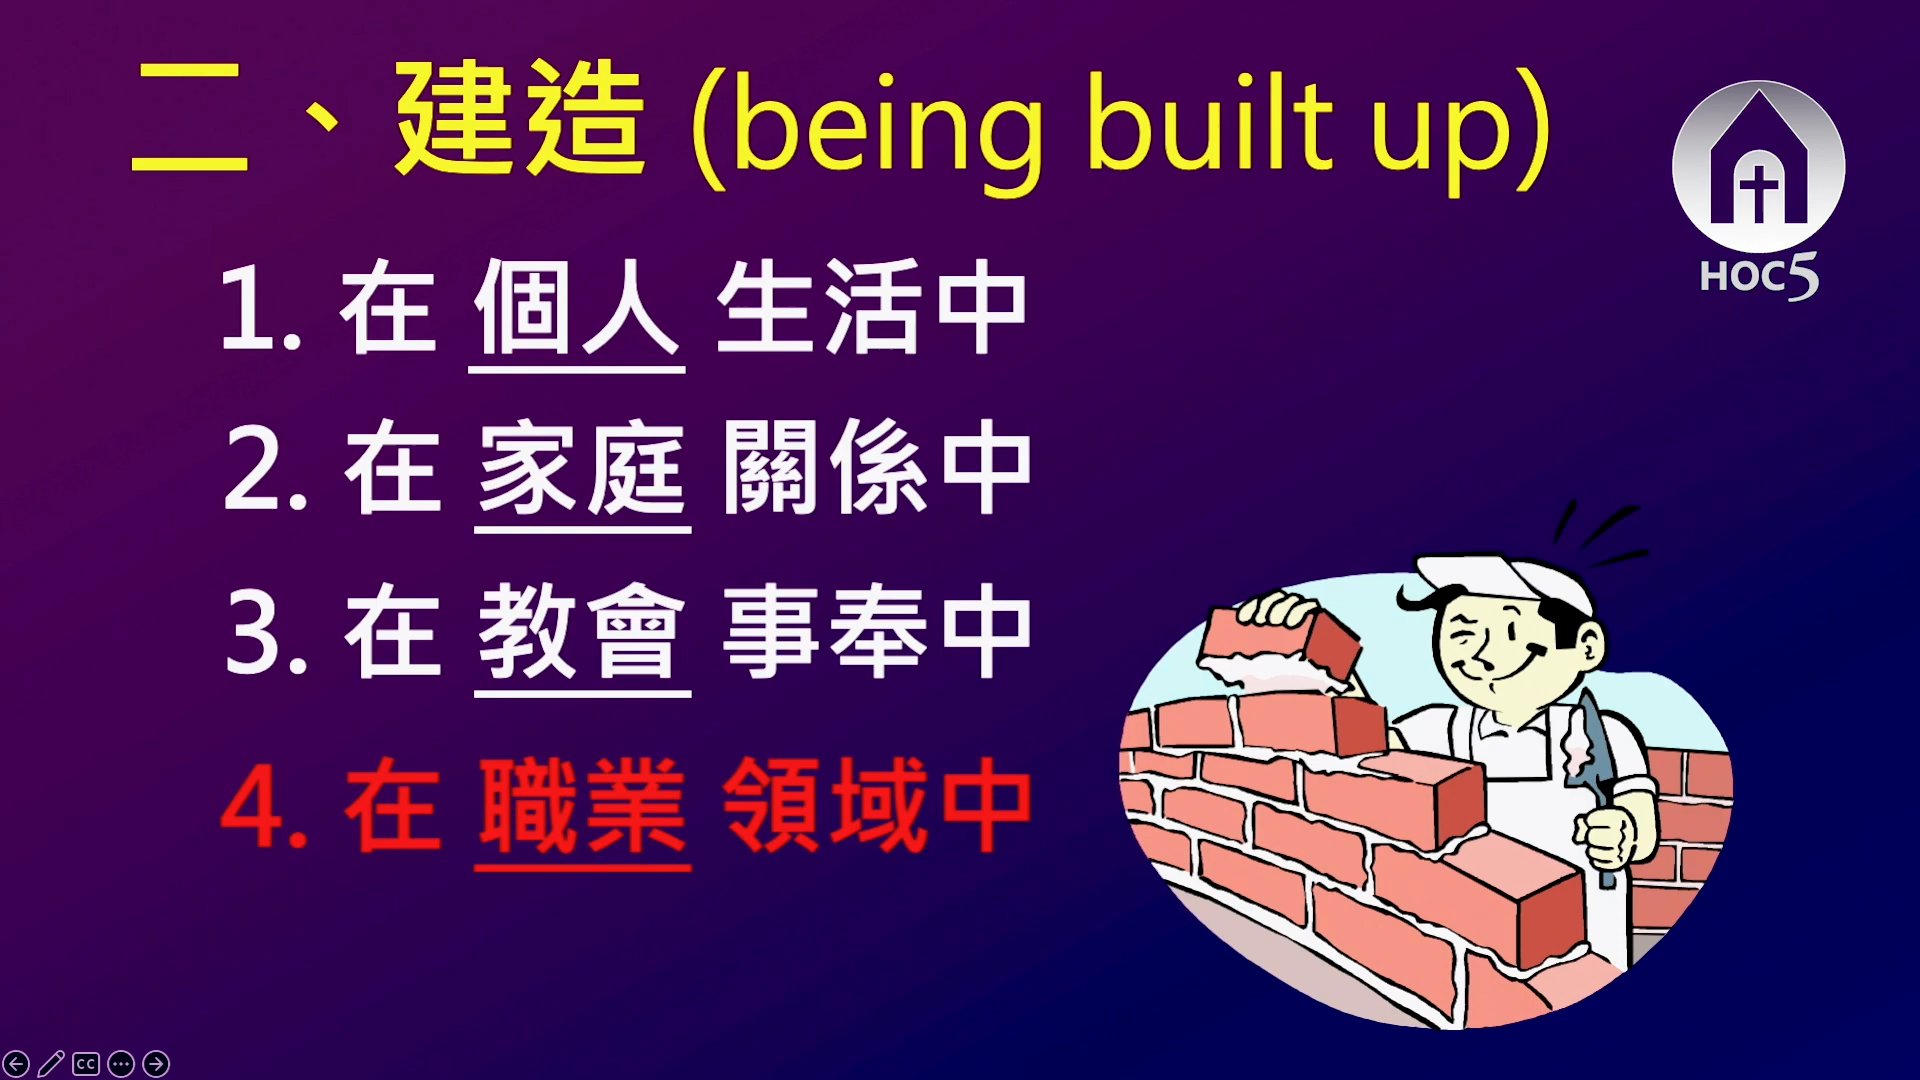 二、建造 (being built up)
HOC5
1. 在 個人 生活中
2. 在 家庭 關係中
3. 在 教會 事奉中
4. 在 職業 領域中
CC